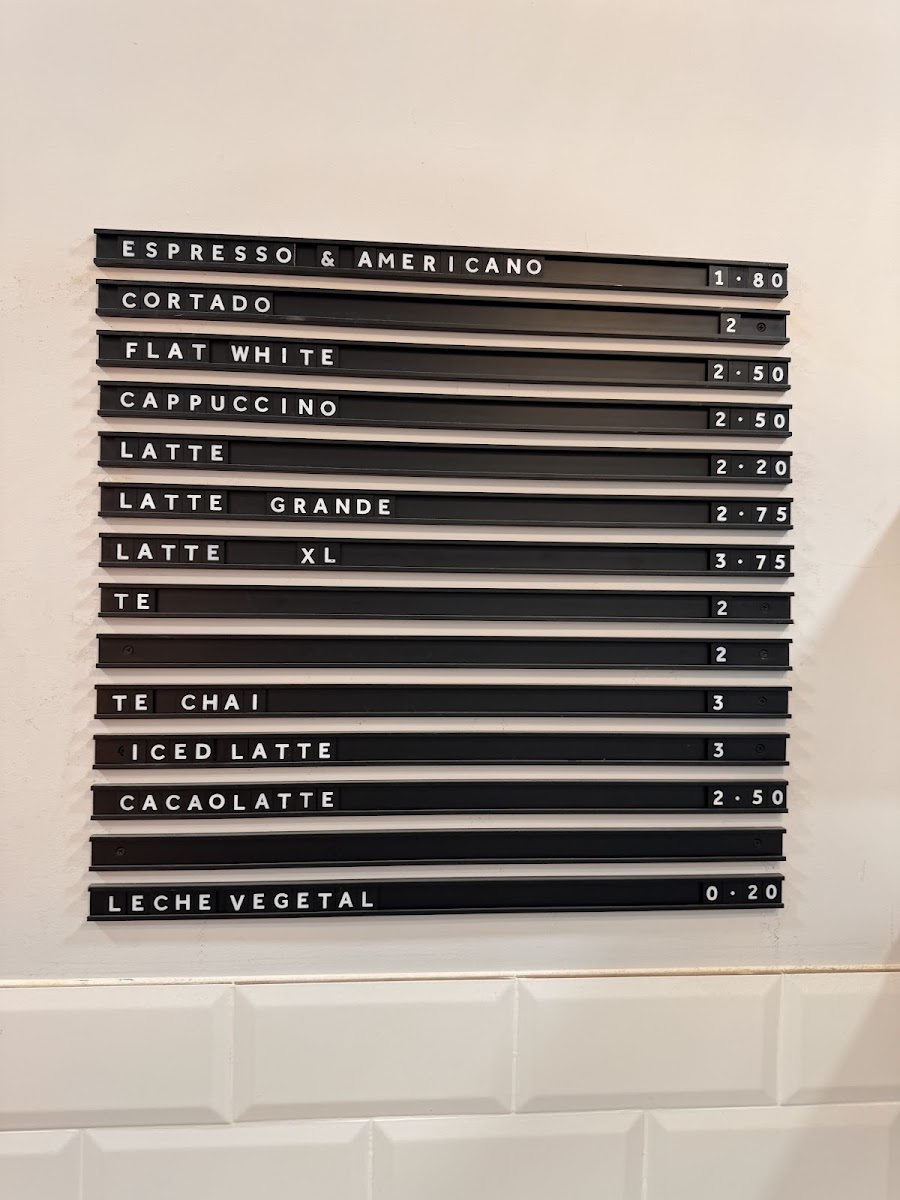 ESPRESSO & AMERICANO 1·80
CORTADO 2
FLAT WHITE 2·50
CAPPUCCINO 2·50
LATTE 2·20
LATTE GRANDE 2·75
LATTE XL 3·75
TE 2
2
TE CHAI 3
ICED LATTE 3
CACAOLATTE 2·50
LECHE VEGETAL 0·20